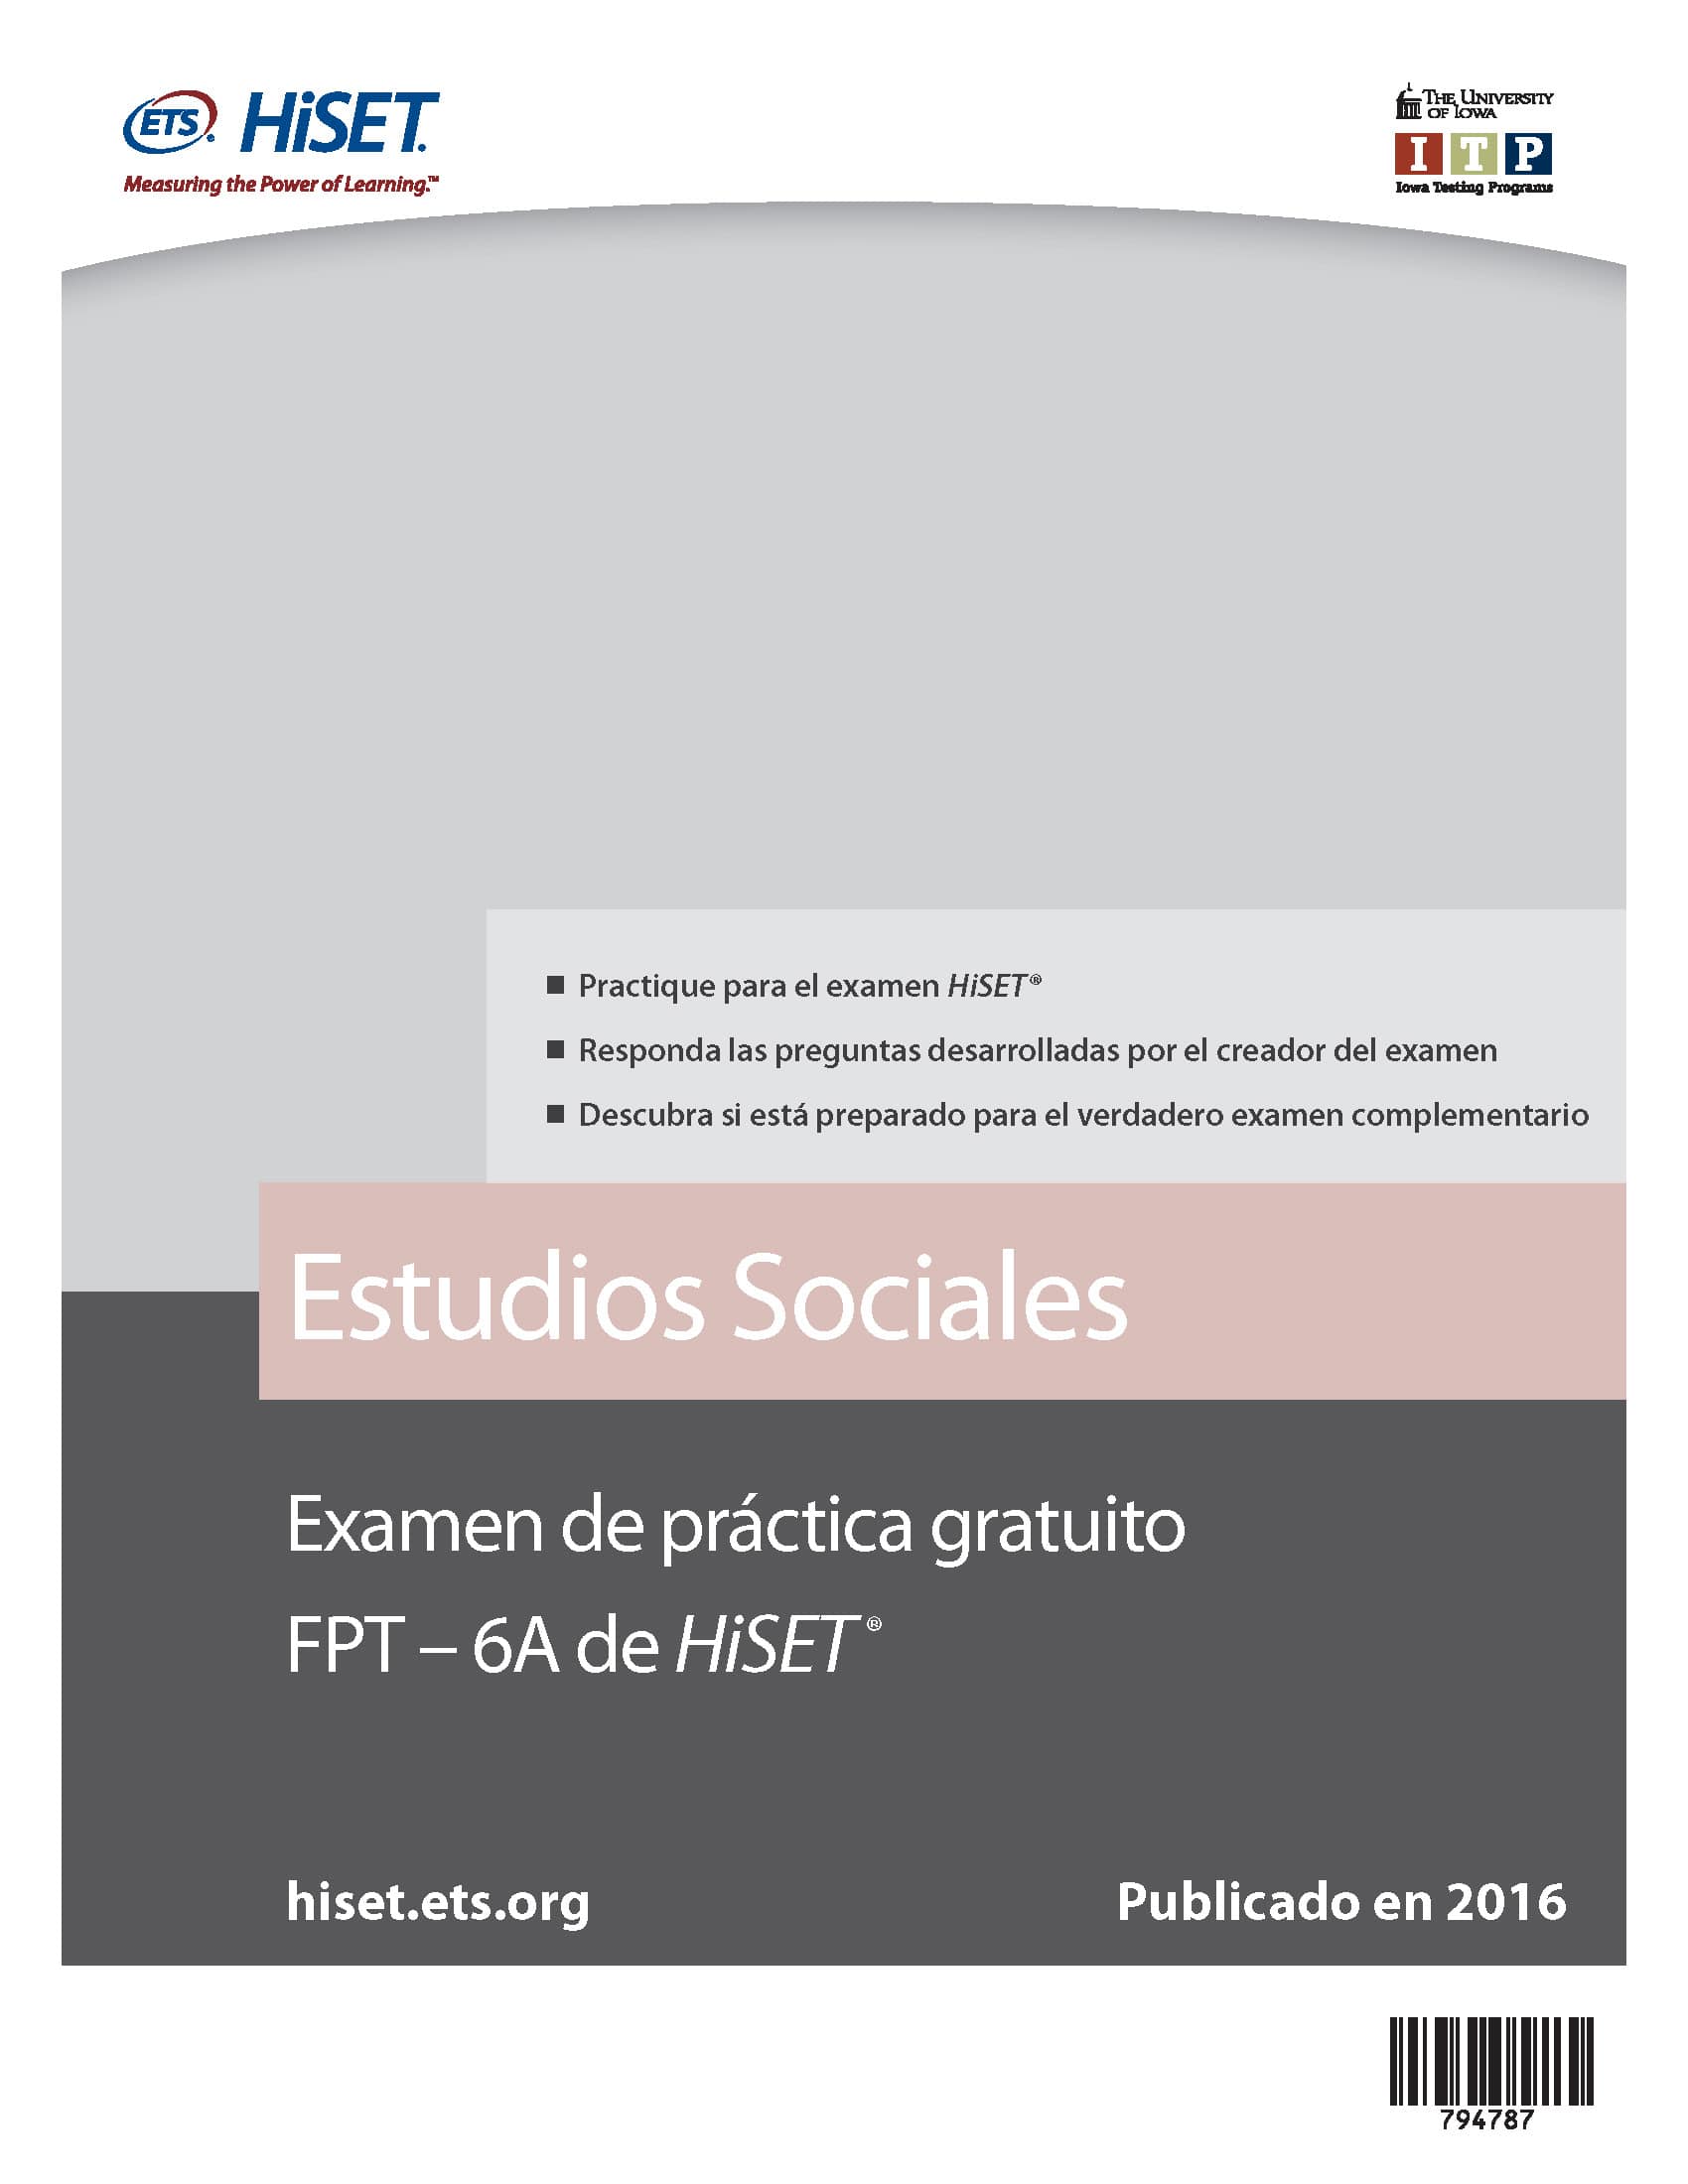 ETS® HiSET®
Measuring the Power of Learning.™
THE UNIVERSITY
OF IOWA
ITP
Iowa Testing Programs
■ Practique para el examen HiSET®
■ Responda las preguntas desarrolladas por el creador del examen
■ Descubra si está preparado para el verdadero examen complementario
Estudios Sociales
Examen de práctica gratuito
FPT – 6A de HiSET®
hiset.ets.org
Publicado en 2016
794787